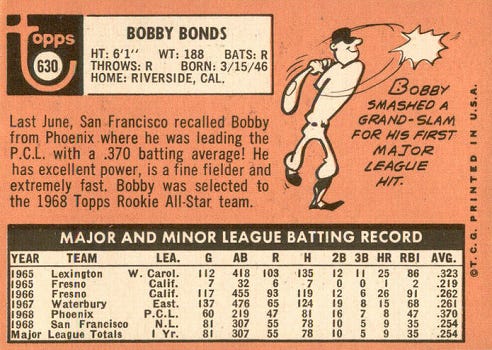 topps
630
BOBBY BONDS
HT: 6'1" WT: 188 BATS: R
THROWS: R BORN: 3/15/46
HOME: RIVERSIDE, CAL.
Last June, San Francisco recalled Bobby
from Phoenix where he was leading the
P.C.L. with a .370 batting average! He
has excellent power, is a fine fielder and
extremely fast. Bobby was selected to
the 1968 Topps Rookie All-Star team.
BOBBY
SMASHED A
GRAND-SLAM
FOR HIS FIRST
MAJOR
LEAGUE
HIT.
©T.C.G. PRINTED IN U.S.A.
MAJOR AND MINOR LEAGUE BATTING RECORD
YEAR TEAM LEA. G AB R H 2B 3B HR RBI AVG.
1965 Lexington W. Carol. 112 418 103 135 12 11 25 86 .323
1965 Fresno Calif. 7 32 6 7 0 0 1 2 .219
1966 Fresno Calif. 117 455 93 119 12 6 26 91 .262
1967 Waterbury East. 137 476 65 124 19 8 15 68 .261
1968 Phoenix P.C.L. 60 219 47 81 16 3 8 47 .370
1968 San Francisco N.L. 81 307 55 78 10 5 9 35 .254
Major League Totals 1 Yr. 81 307 55 78 10 5 9 35 .254